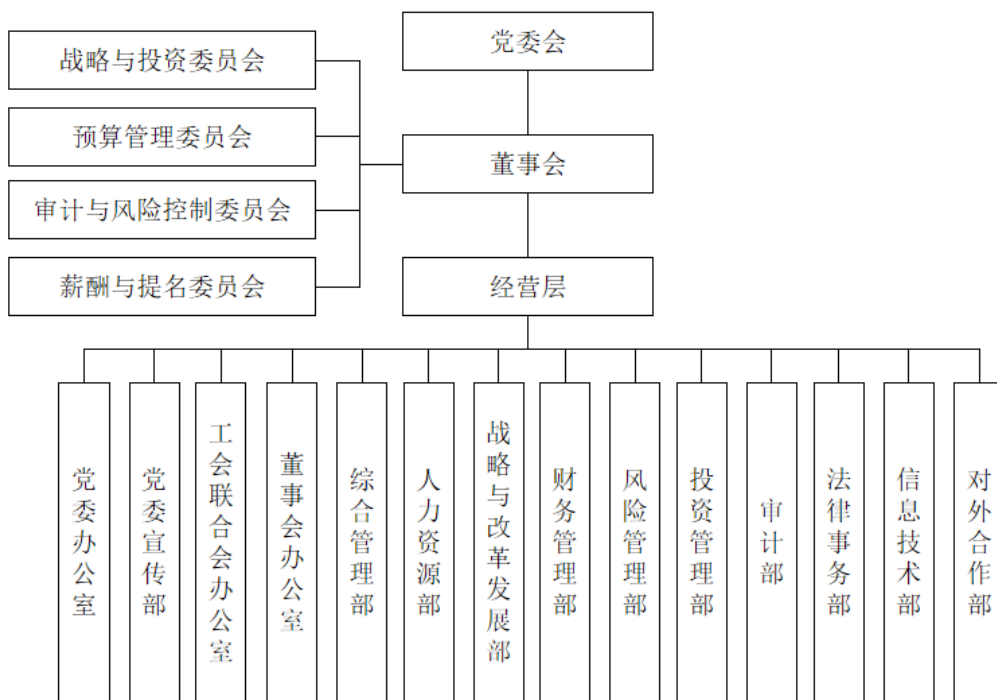 党委会
战略与投资委员会
预算管理委员会
董事会
审计与风险控制委员会
薪酬与提名委员会
经营层
党委办公室
党委宣传部
工会联合会办公室
董事会办公室
综合管理部
人力资源部
战略与改革发展部
财务管理部
风险管理部
投资管理部
审计部
法律事务部
信息技术部
对外合作部